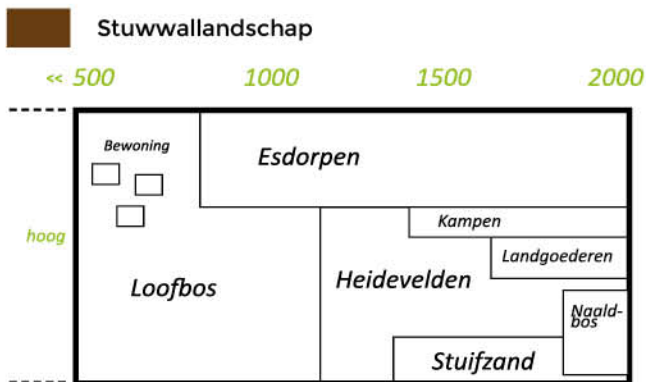 Stuwwallandschap
<< 500 1000 1500 2000
Bewoning
Esdorpen
Kampen
hoog
Landgoederen
Loofbos
Heidevelden
Naald-
bos
Stuifzand